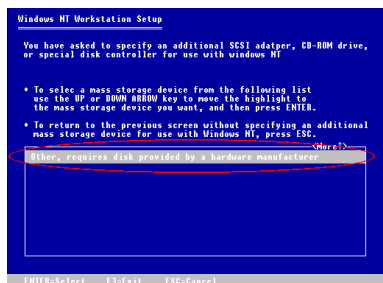 Windows NT Workstation Setup
You have asked to specify an additional SCSI adatper, CD-ROM drive,
or special disk controller for use with windows NT
• To selec a mass storage device from the following list
use the UP or DOWN ARROW key to move the highlight to
the mass storage device you want, and then press ENTER.
• To return to the previous screen without specifying an additional
mass storage device for use with Windows NT, press ESC.
<More↑>
Other, requires disk provided by a hardware manufacturer
ENTER=Select F3=Exit ESC=Cancel